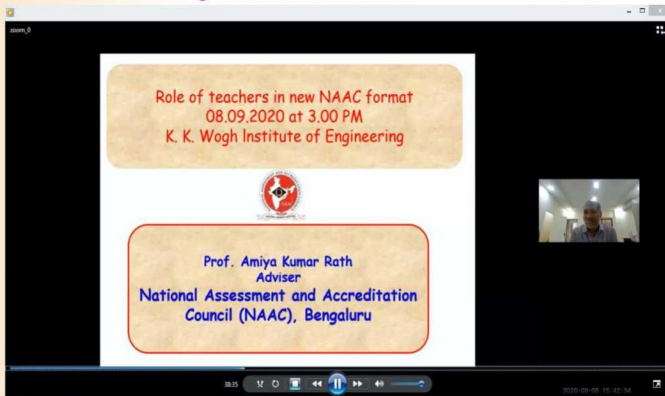 zoom_0
Role of teachers in new NAAC format
08.09.2020 at 3.00 PM
K. K. Wogh Institute of Engineering
Prof. Amiya Kumar Rath
Adviser
National Assessment and Accreditation
Council (NAAC), Bengaluru
38:35
2020-09-08 15:42:34